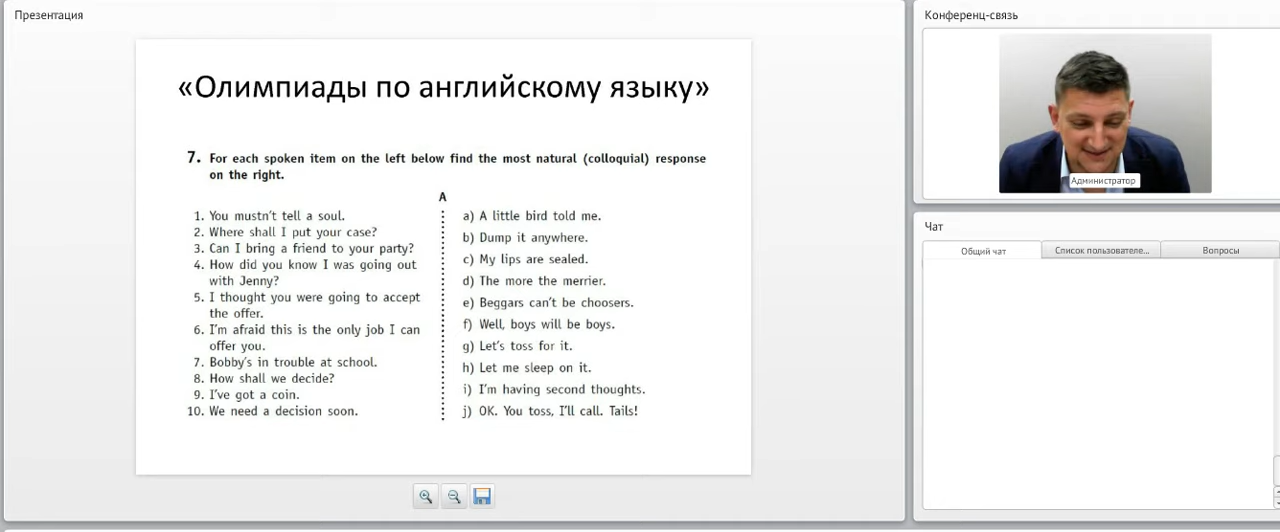 Презентация
«Олимпиады по английскому языку»
7. For each spoken item on the left below find the most natural (colloquial) response
on the right.
A
1. You mustn't tell a soul.
2. Where shall I put your case?
3. Can I bring a friend to your party?
4. How did you know I was going out
with Jenny?
5. I thought you were going to accept
the offer.
6. I'm afraid this is the only job I can
offer you.
7. Bobby's in trouble at school.
8. How shall we decide?
9. I've got a coin.
10. We need a decision soon.
a) A little bird told me.
b) Dump it anywhere.
c) My lips are sealed.
d) The more the merrier.
e) Beggars can't be choosers.
f) Well, boys will be boys.
g) Let's toss for it.
h) Let me sleep on it.
i) I'm having second thoughts.
j) OK. You toss, I'll call. Tails!
Конференц-связь
Администратор
Чат
Общий чат
Список пользователе...
Вопросы